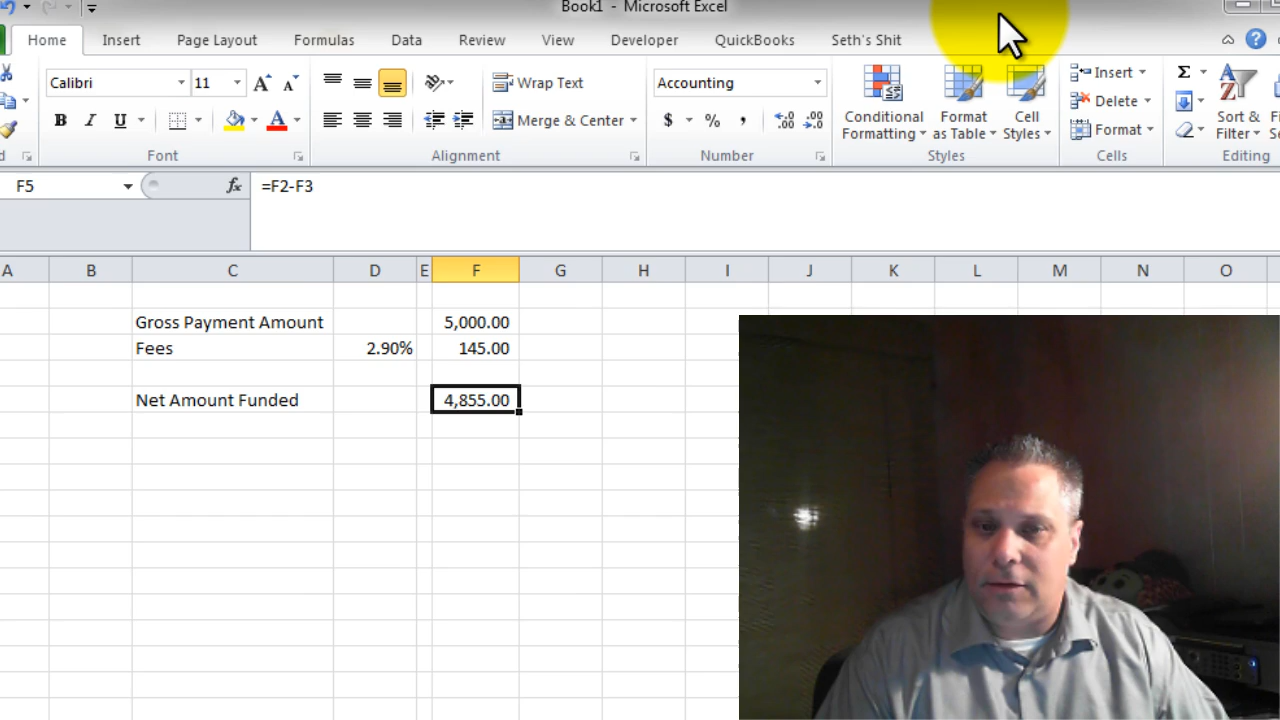 Book1 - Microsoft Excel
Home Insert Page Layout Formulas Data Review View Developer QuickBooks Seth's Shit
Calibri 11 Wrap Text Accounting Insert
B I U Merge & Center $ % , .00 .00 Conditional Formatting Format as Table Cell Styles Delete Format Σ Sort & Filter
Font Alignment Number Styles Cells Editing
F5 fx =F2-F3
A B C D E F G H I J K L M N O
Gross Payment Amount 5,000.00
Fees 2.90% 145.00
Net Amount Funded 4,855.00